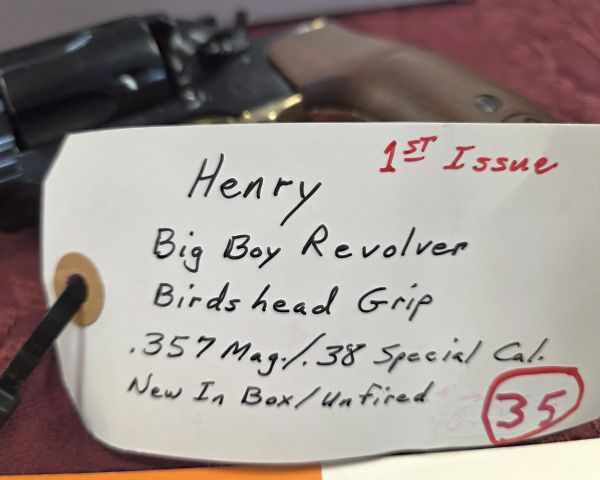 1ST Issue
Henry
Big Boy Revolver
Birdshead Grip
.357 Mag./.38 Special Cal.
New In Box/Unfired
35